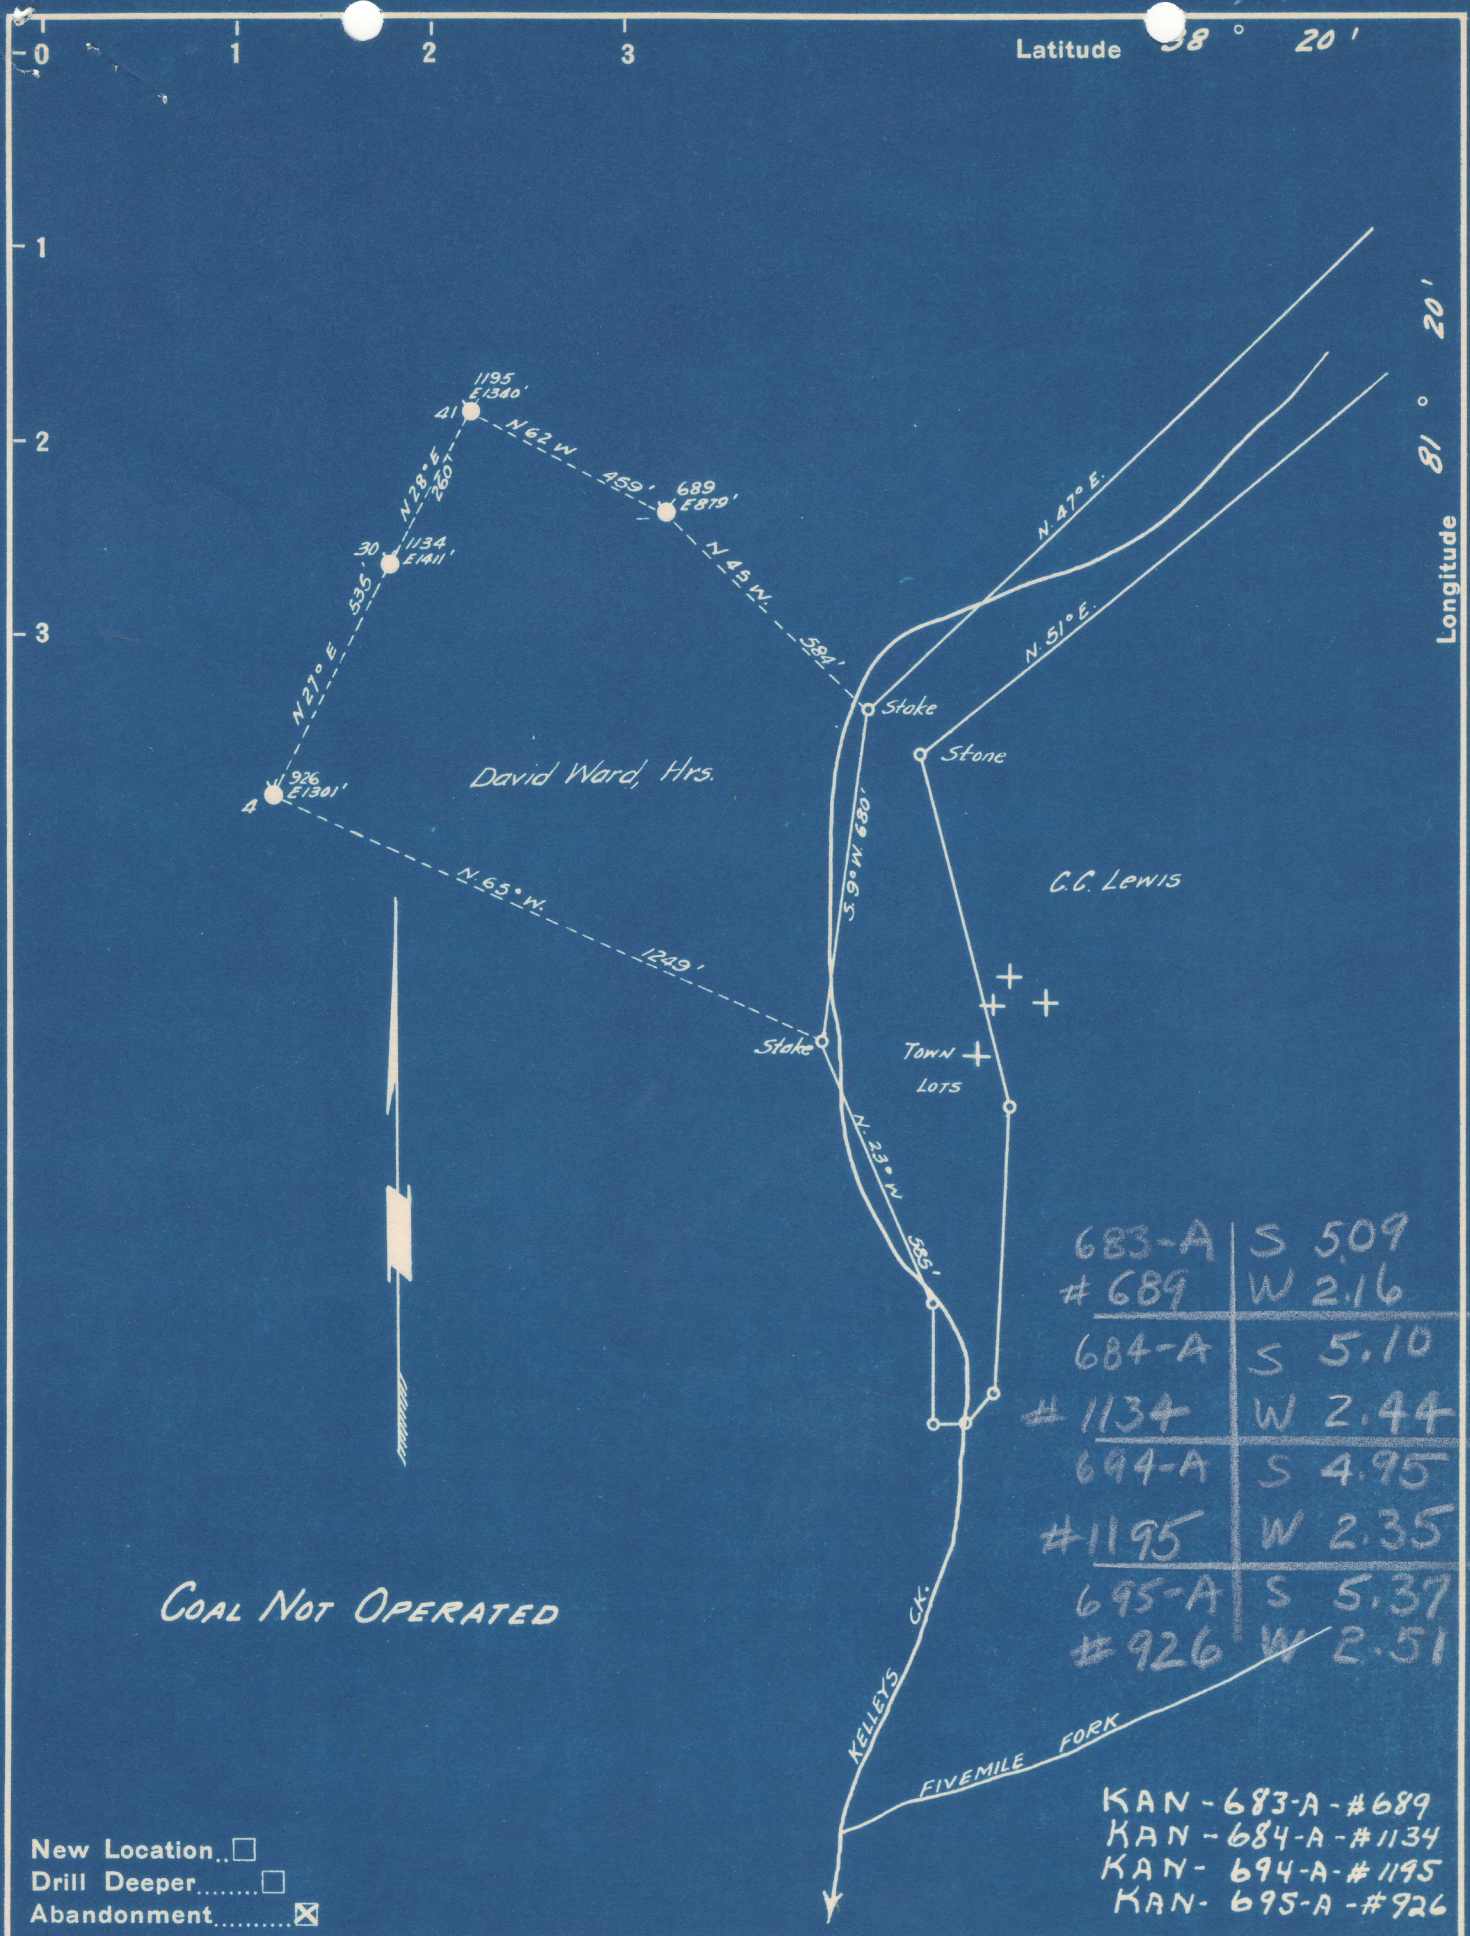 0
1
2
3
Latitude 38 ° 20 '
1
2
3
Longitude 81 ° 20 '
1195
E1340'
41
N 62 W 459'
689
E879'
N 28° E
260'
30
1134
E1411'
N 45 W. 584'
N 27° E 535'
N. 47° E.
N. 51° E.
Stake
Stone
926
E1301'
4
David Ward, Hrs.
S. 9° W. 680'
C.C. Lewis
N. 65° W. 1249'
Stake
TOWN
LOTS
N. 23° W 585'
683-A S 5.09
# 689 W 2.16
684-A S 5.10
# 1134 W 2.44
694-A S 4.95
#1195 W 2.35
695-A S 5.37
# 926 W 2.51
COAL NOT OPERATED
KELLEYS CK.
FIVEMILE FORK
KAN - 683-A - #689
KAN - 684-A - #1134
KAN - 694-A - # 1195
KAN - 695-A - #926
New Location.. □
Drill Deeper........ □
Abandonment.......... ☒